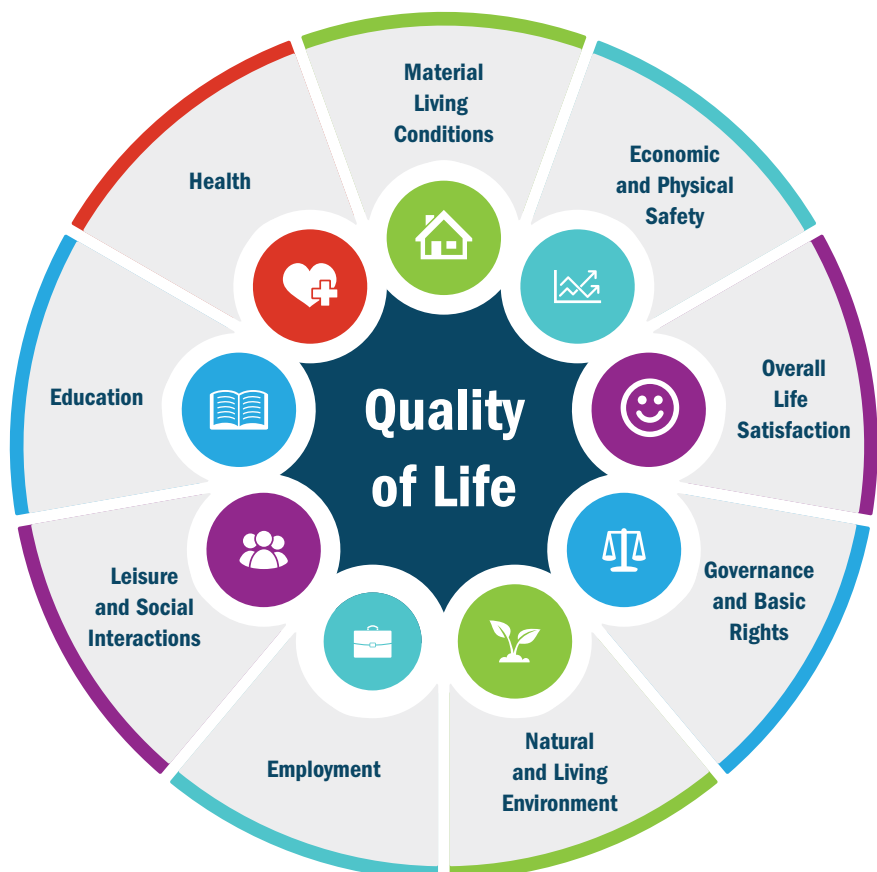 Quality
of Life
Material
Living
Conditions
Economic
and Physical
Safety
Overall
Life
Satisfaction
Governance
and Basic
Rights
Natural
and Living
Environment
Employment
Leisure
and Social
Interactions
Education
Health